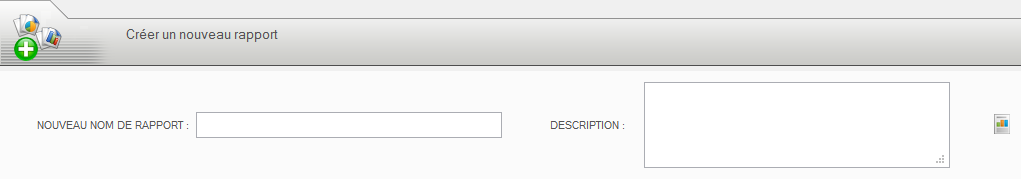 Créer un nouveau rapport
NOUVEAU NOM DE RAPPORT :
DESCRIPTION :